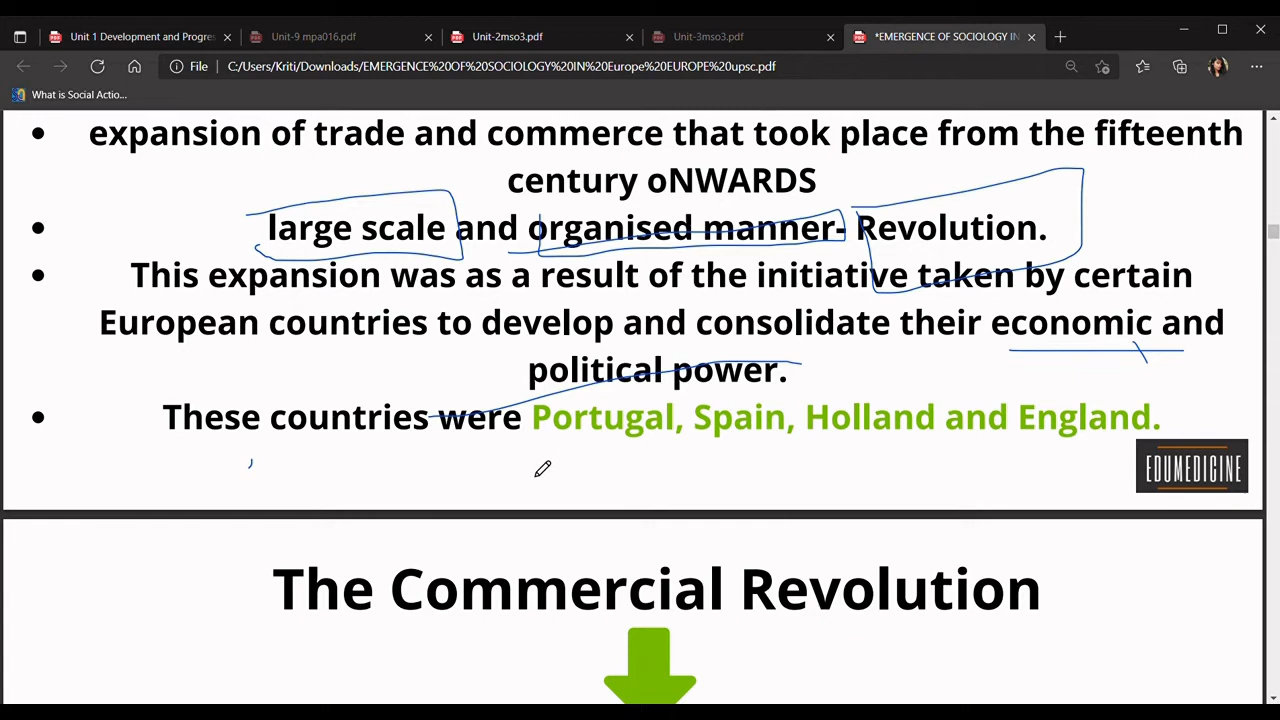 Unit 1 Development and Progres
Unit-9 mpa016.pdf
Unit-2mso3.pdf
Unit-3mso3.pdf
*EMERGENCE OF SOCIOLOGY IN
File
C:/Users/Kriti/Downloads/EMERGENCE%20OF%20SOCIOLOGY%20IN%20Europe%20EUROPE%20upsc.pdf
What is Social Actio...
• expansion of trade and commerce that took place from the fifteenth
century oNWARDS
• large scale and organised manner- Revolution.
• This expansion was as a result of the initiative taken by certain
European countries to develop and consolidate their economic and
political power.
• These countries were Portugal, Spain, Holland and England.
EDUMEDICINE
The Commercial Revolution